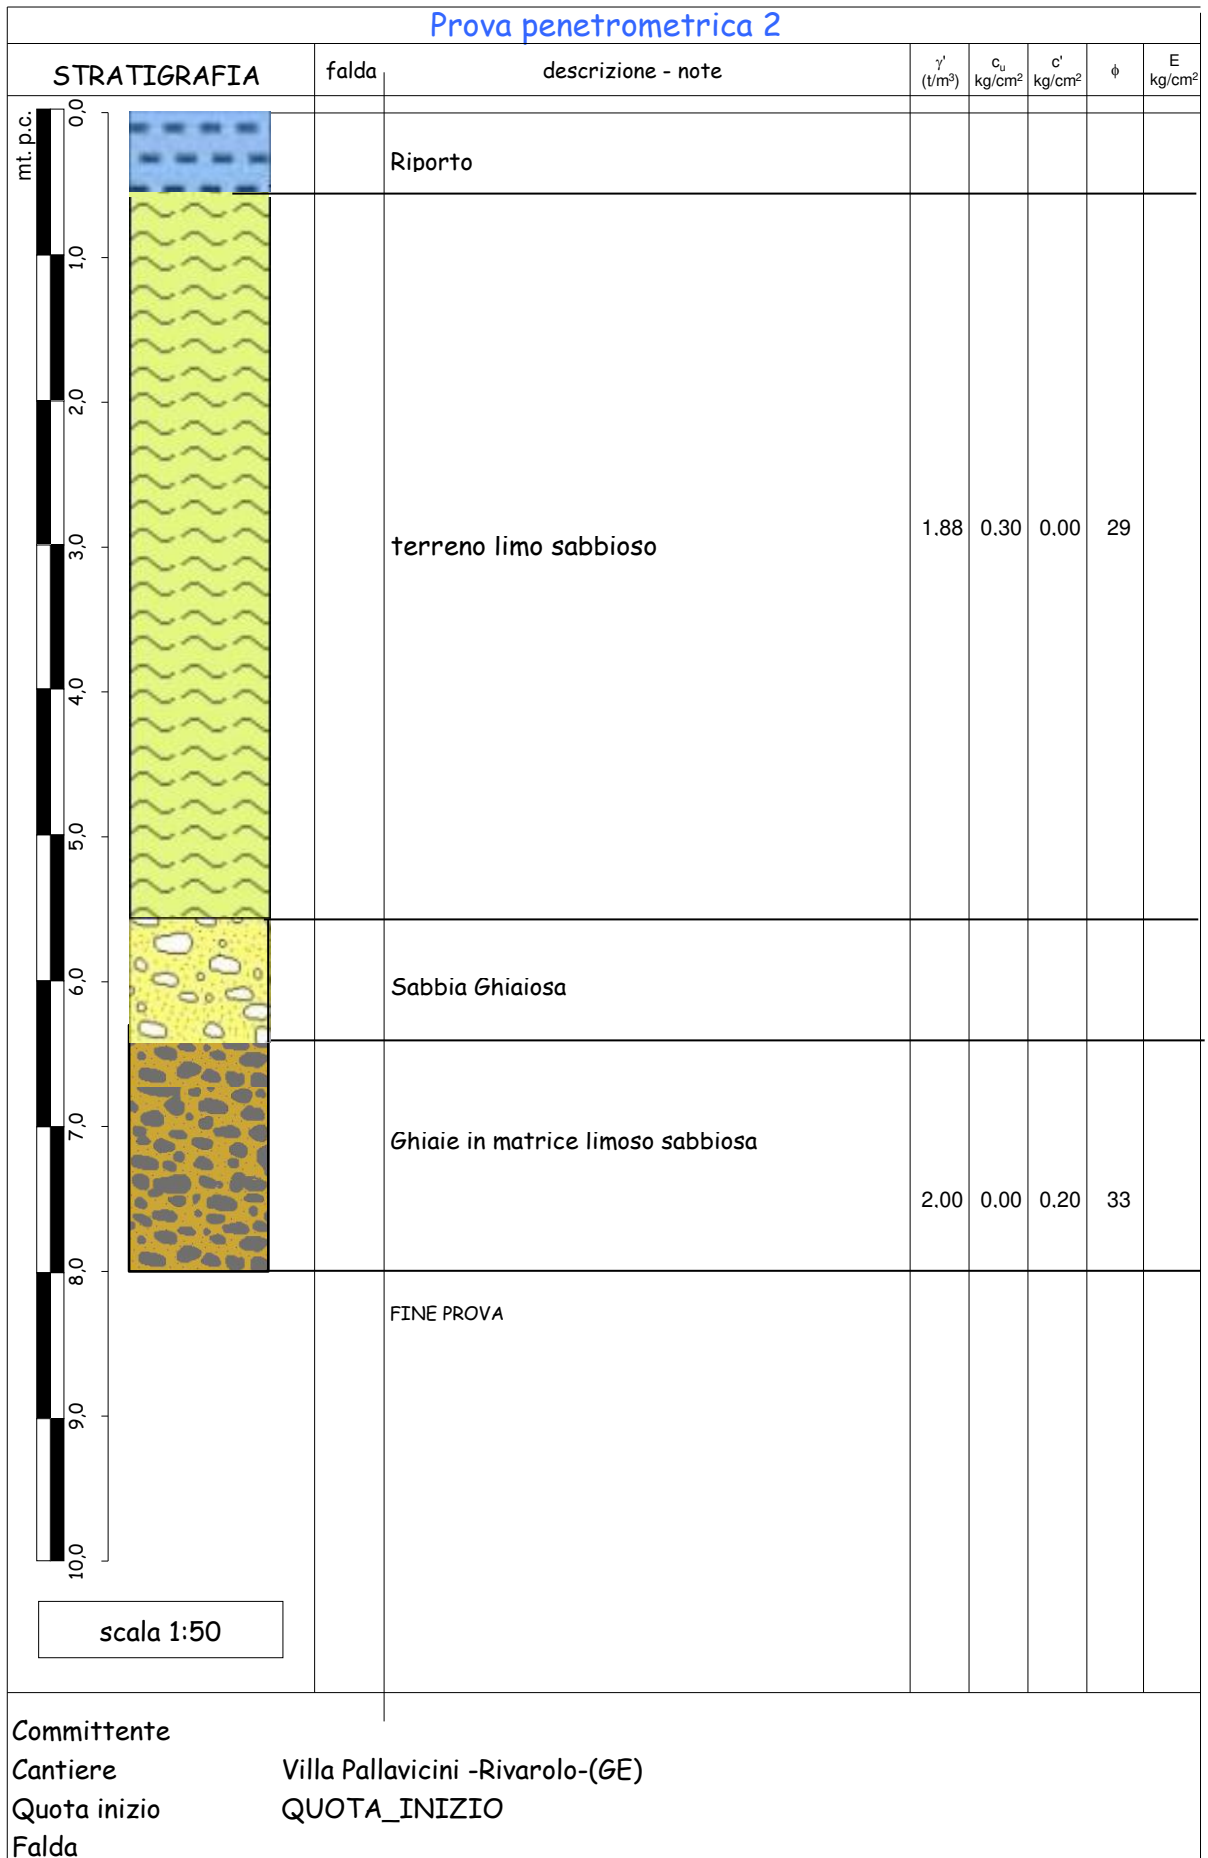 Prova penetrometrica 2
STRATIGRAFIA falda descrizione - note γ' (t/m³) cu kg/cm² c' kg/cm² ϕ E kg/cm²
mt. p.c.
0,0
Riporto
1,0
2,0
1.88 0.30 0.00 29
3,0
terreno limo sabbioso
4,0
5,0
6,0
Sabbia Ghiaiosa
7,0
Ghiaie in matrice limoso sabbiosa
2.00 0.00 0.20 33
8,0
FINE PROVA
9,0
10,0
scala 1:50
Committente
Cantiere Villa Pallavicini -Rivarolo-(GE)
Quota inizio QUOTA_INIZIO
Falda